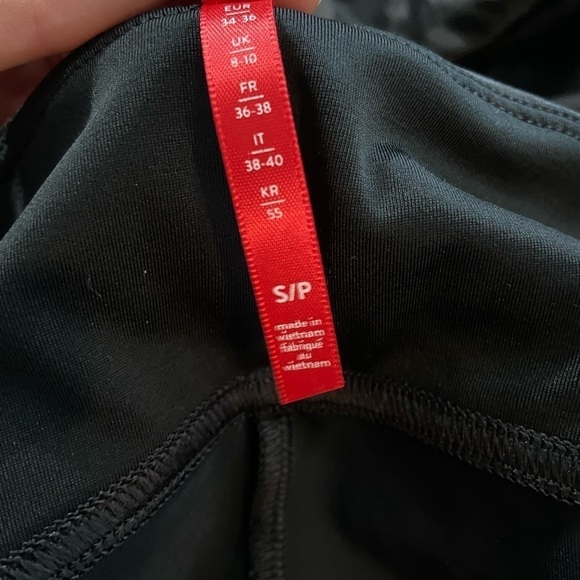 EUR
34-36
UK
8-10
FR
36-38
IT
38-40
KR
55
S/P
made in
vietnam
fabriqué
au
vietnam